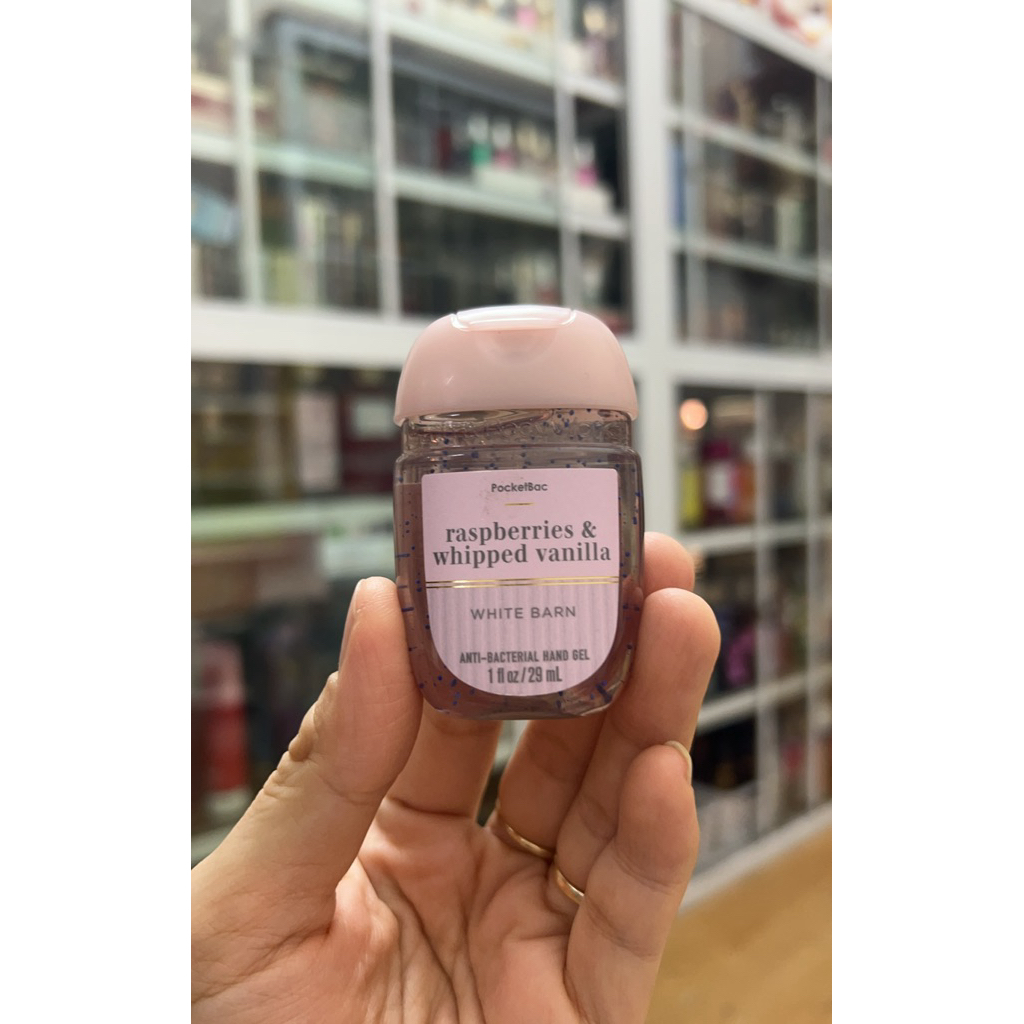 PocketBac
raspberries &
whipped vanilla
WHITE BARN
ANTI-BACTERIAL HAND GEL
1 fl oz / 29 mL